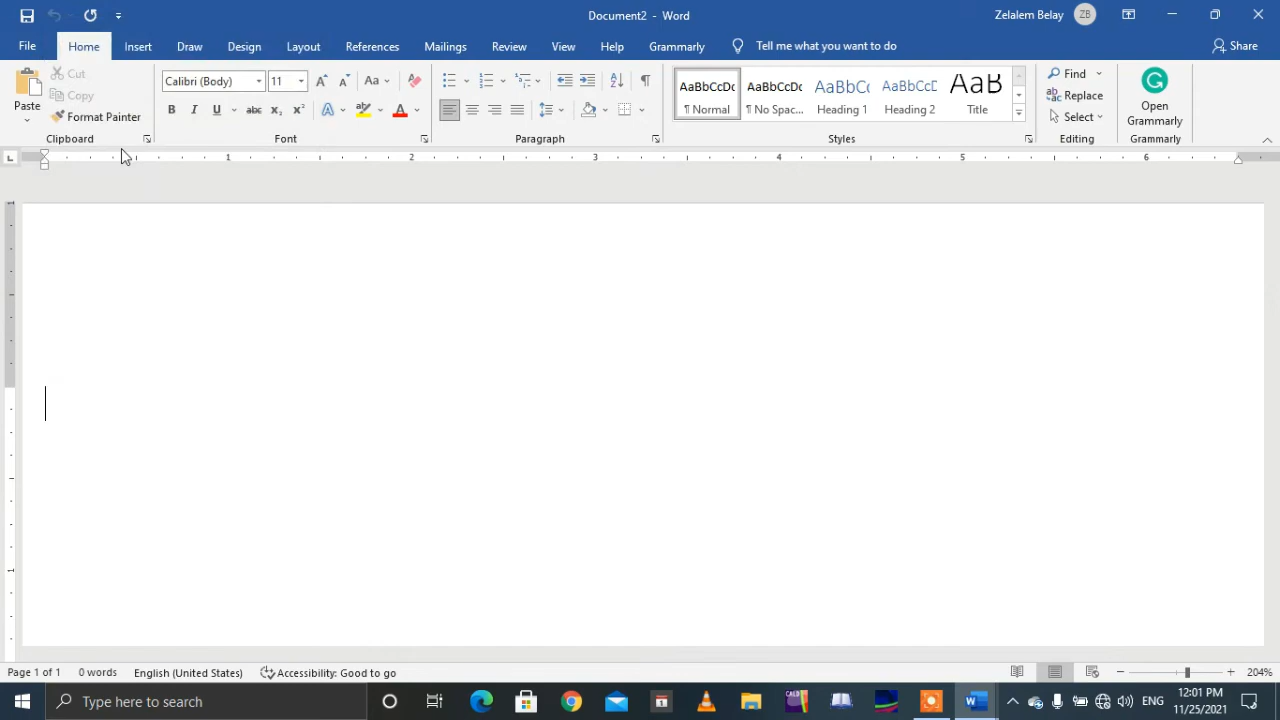 Document2 - Word
Zelalem Belay ZB
File Home Insert Draw Design Layout References Mailings Review View Help Grammarly Tell me what you want to do Share
Paste
Cut
Copy
Format Painter
Clipboard
Calibri (Body) 11
Aa
B I U abc x₂ x² A A
Font
Paragraph
AaBbCcDc AaBbCcDc AaBbCc AaBbCcD AaB
¶ Normal ¶ No Spac... Heading 1 Heading 2 Title
Styles
Find
Replace
Select
Editing
Open
Grammarly
Grammarly
1 2 3 4 5 6
1
1
Page 1 of 1 0 words English (United States) Accessibility: Good to go 204%
Type here to search
ENG
12:01 PM
11/25/2021